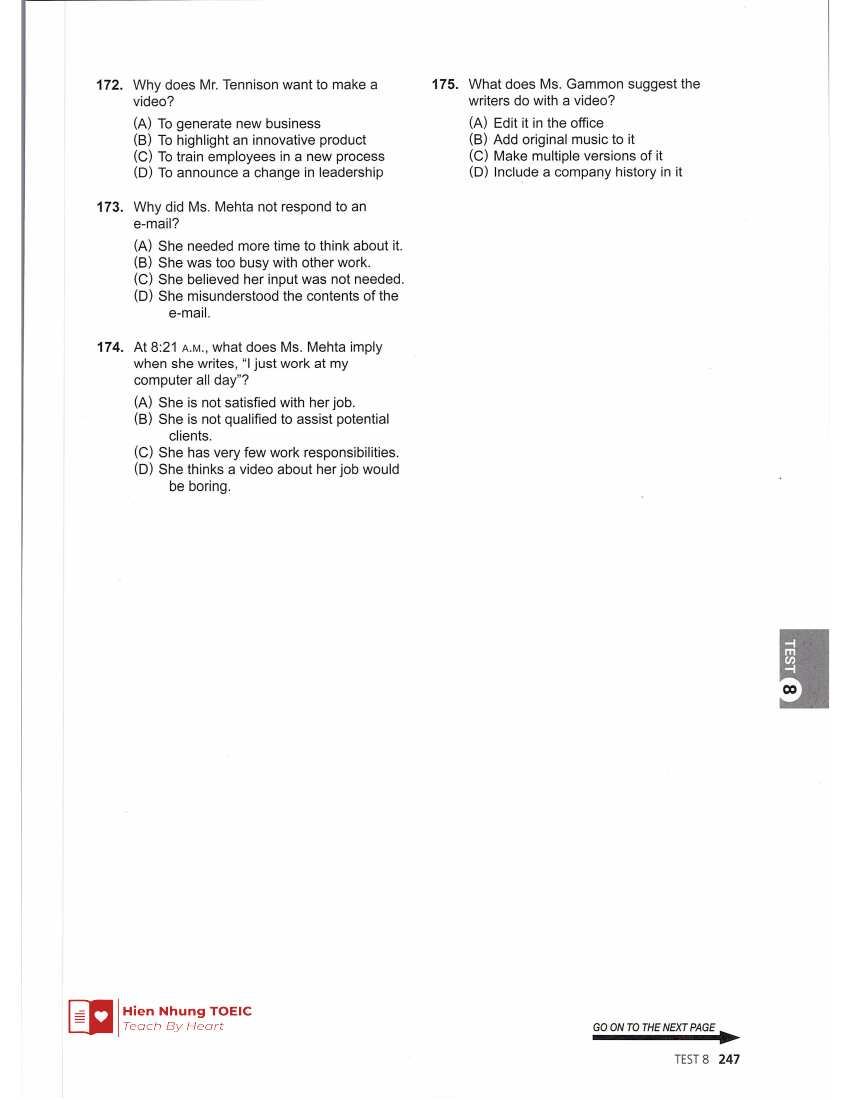 172. Why does Mr. Tennison want to make a
video?
(A) To generate new business
(B) To highlight an innovative product
(C) To train employees in a new process
(D) To announce a change in leadership
173. Why did Ms. Mehta not respond to an
e-mail?
(A) She needed more time to think about it.
(B) She was too busy with other work.
(C) She believed her input was not needed.
(D) She misunderstood the contents of the
e-mail.
174. At 8:21 A.M., what does Ms. Mehta imply
when she writes, “I just work at my
computer all day”?
(A) She is not satisfied with her job.
(B) She is not qualified to assist potential
clients.
(C) She has very few work responsibilities.
(D) She thinks a video about her job would
be boring.
175. What does Ms. Gammon suggest the
writers do with a video?
(A) Edit it in the office
(B) Add original music to it
(C) Make multiple versions of it
(D) Include a company history in it
TEST 8
Hien Nhung TOEIC
Teach By Heart
GO ON TO THE NEXT PAGE
TEST 8 247